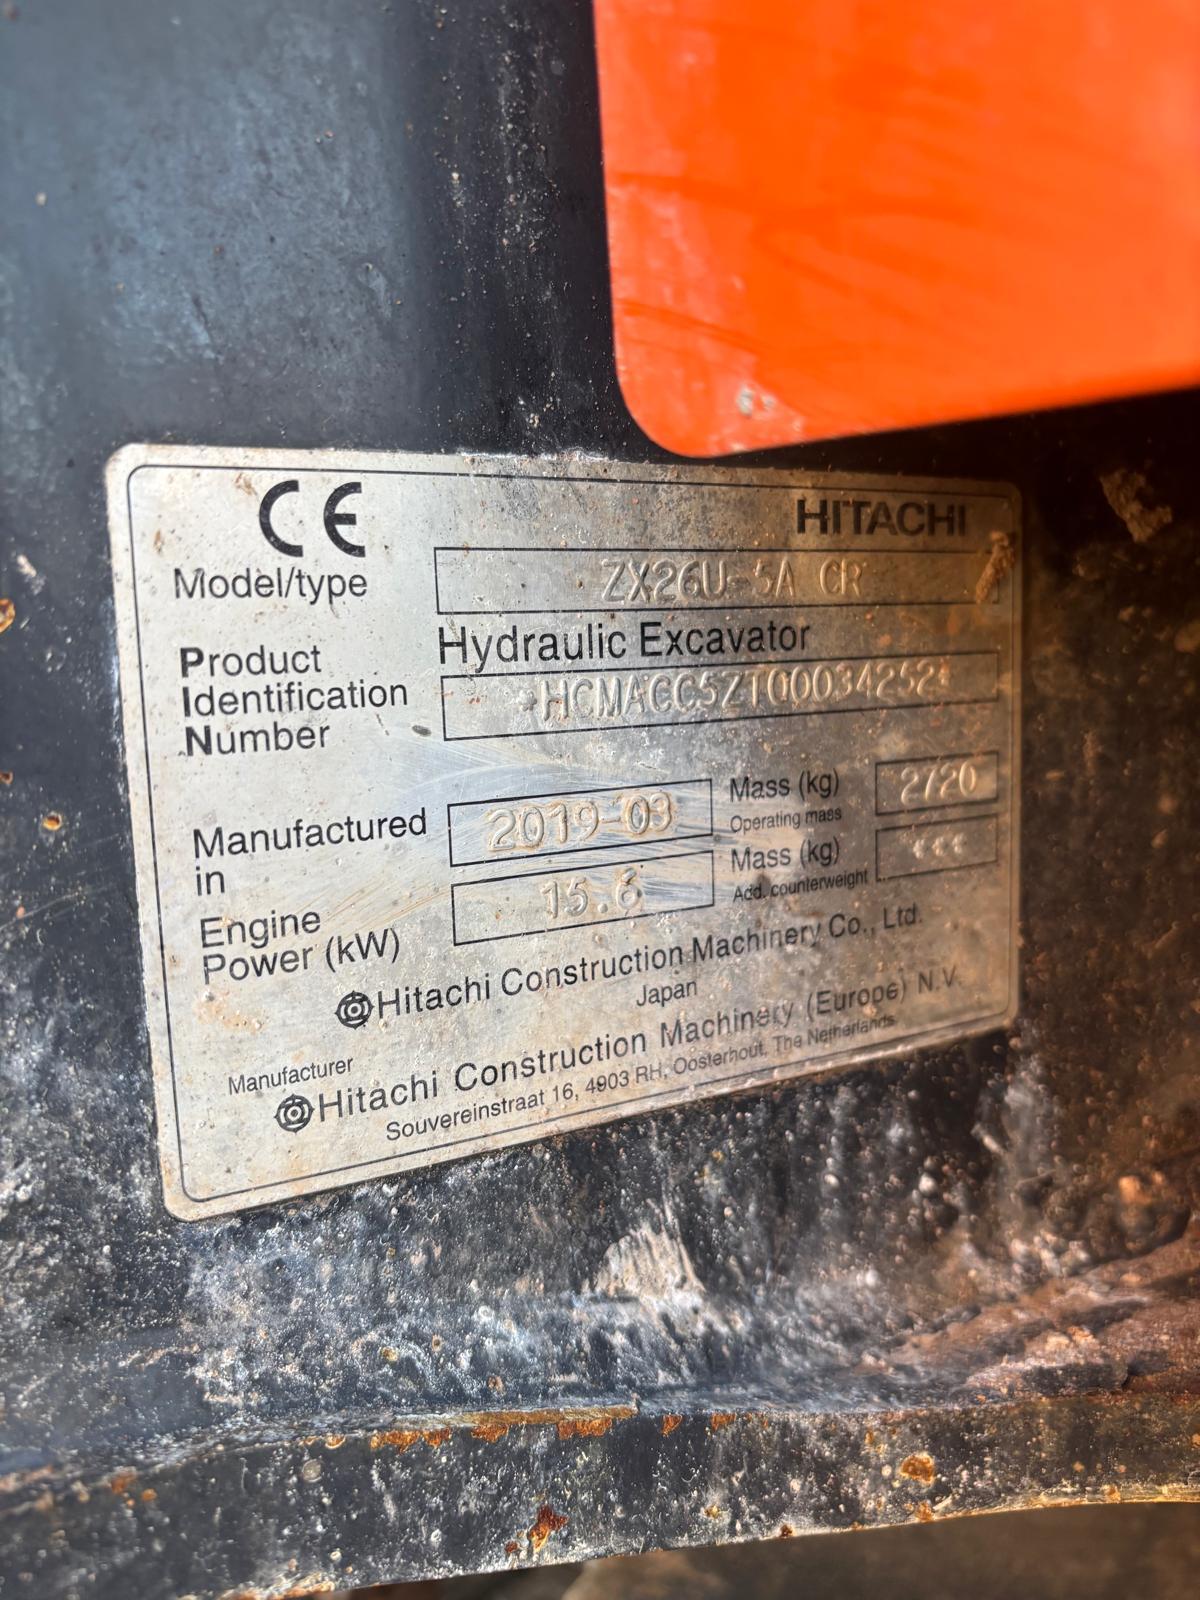 CE
HITACHI
Model/type ZX26U-5A CR
Hydraulic Excavator
Product
Identification
Number
*HCMACC5ZT00034252*
Manufactured
in
2019-03
Mass (kg)
Operating mass
2720
Engine
Power (kW)
15.6
Mass (kg)
Add. counterweight
***
Hitachi Construction Machinery Co., Ltd.
Japan
Manufacturer
Hitachi Construction Machinery (Europe) N.V.
Souvereinstraat 16, 4903 RH, Oosterhout, The Netherlands